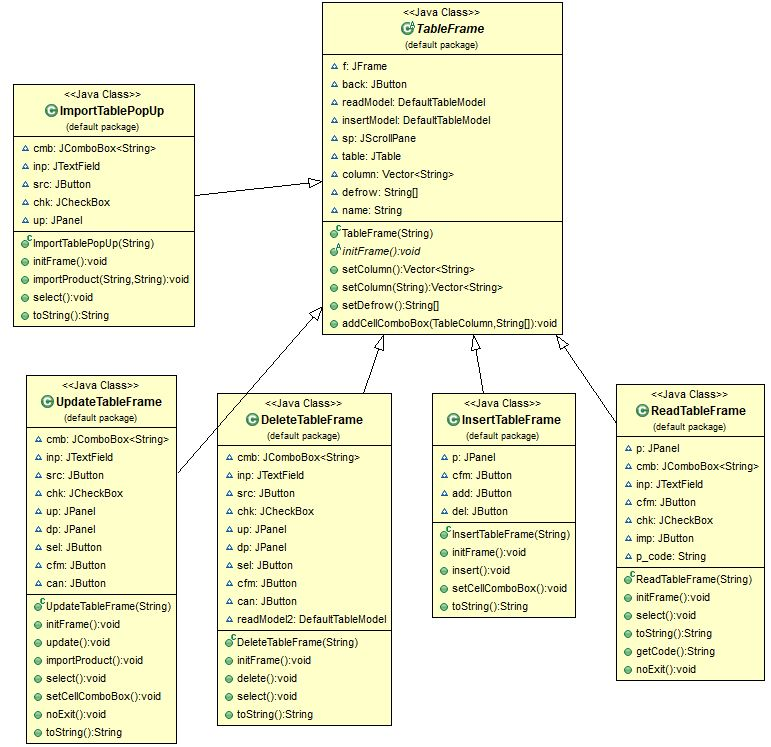 <<Java Class>>
TableFrame
(default package)
f: JFrame
back: JButton
readModel: DefaultTableModel
insertModel: DefaultTableModel
sp: JScrollPane
table: JTable
column: Vector<String>
defrow: String[]
name: String
TableFrame(String)
initFrame():void
setColumn():Vector<String>
setColumn(String):Vector<String>
setDefrow():String[]
addCellComboBox(TableColumn,String[]):void
<<Java Class>>
ImportTablePopUp
(default package)
cmb: JComboBox<String>
inp: JTextField
src: JButton
chk: JCheckBox
up: JPanel
ImportTablePopUp(String)
initFrame():void
importProduct(String,String):void
select():void
toString():String
<<Java Class>>
UpdateTableFrame
(default package)
cmb: JComboBox<String>
inp: JTextField
src: JButton
chk: JCheckBox
up: JPanel
dp: JPanel
sel: JButton
cfm: JButton
can: JButton
UpdateTableFrame(String)
initFrame():void
update():void
importProduct():void
select():void
setCellComboBox():void
noExit():void
toString():String
<<Java Class>>
DeleteTableFrame
(default package)
cmb: JComboBox<String>
inp: JTextField
src: JButton
chk: JCheckBox
up: JPanel
dp: JPanel
sel: JButton
cfm: JButton
can: JButton
readModel2: DefaultTableModel
DeleteTableFrame(String)
initFrame():void
delete():void
select():void
toString():String
<<Java Class>>
InsertTableFrame
(default package)
p: JPanel
cfm: JButton
add: JButton
del: JButton
InsertTableFrame(String)
initFrame():void
insert():void
setCellComboBox():void
toString():String
<<Java Class>>
ReadTableFrame
(default package)
p: JPanel
cmb: JComboBox<String>
inp: JTextField
cfm: JButton
chk: JCheckBox
imp: JButton
p_code: String
ReadTableFrame(String)
initFrame():void
select():void
toString():String
getCode():String
noExit():void